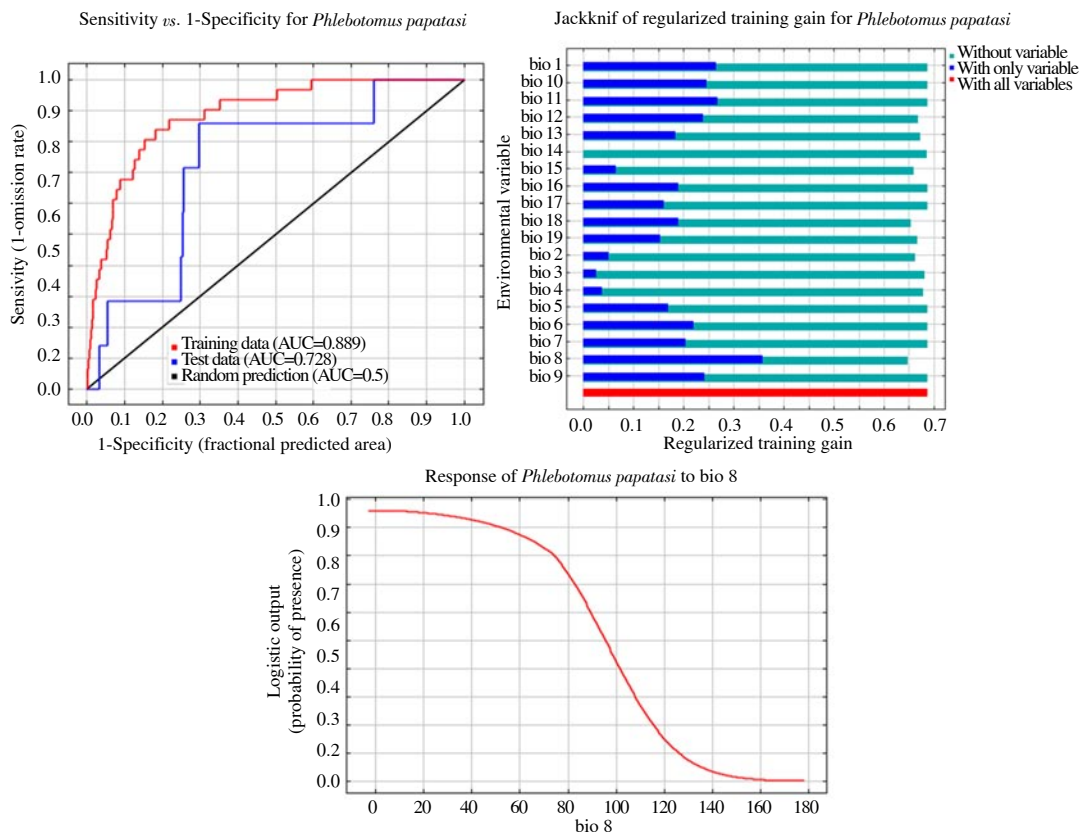 Sensitivity vs. 1-Specificity for Phlebotomus papatasi
Sensivity (1-omission rate)
1.0
0.9
0.8
0.7
0.6
0.5
0.4
0.3
0.2
0.0
Training data (AUC=0.889)
Test data (AUC=0.728)
Random prediction (AUC=0.5)
0.0 0.1 0.2 0.3 0.4 0.5 0.6 0.7 0.8 0.9 1.0
1-Specificity (fractional predicted area)
Jackknif of regularized training gain for Phlebotomus papatasi
Environmental variable
bio 1
bio 10
bio 11
bio 12
bio 13
bio 14
bio 15
bio 16
bio 17
bio 18
bio 19
bio 2
bio 3
bio 4
bio 5
bio 6
bio 7
bio 8
bio 9
Without variable
With only variable
With all variables
0.0 0.1 0.2 0.3 0.4 0.5 0.6 0.7
Regularized training gain
Response of Phlebotomus papatasi to bio 8
Logistic output
(probability of presence)
1.0
0.9
0.8
0.7
0.6
0.5
0.4
0.3
0.2
0.0
0 20 40 60 80 100 120 140 160 180
bio 8